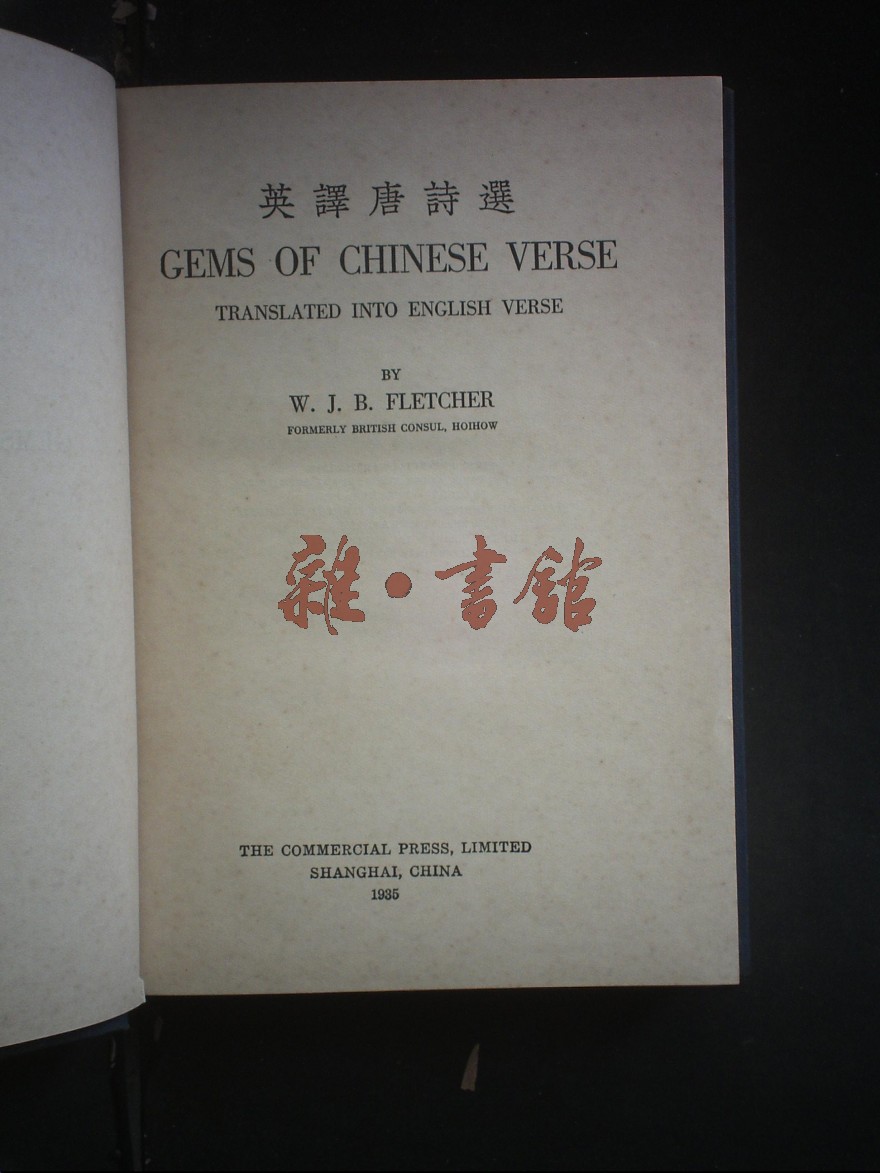 英譯唐詩選
GEMS OF CHINESE VERSE
TRANSLATED INTO ENGLISH VERSE
BY
W. J. B. FLETCHER
FORMERLY BRITISH CONSUL, HOIHOW
雜·書館
THE COMMERCIAL PRESS, LIMITED
SHANGHAI, CHINA
1935